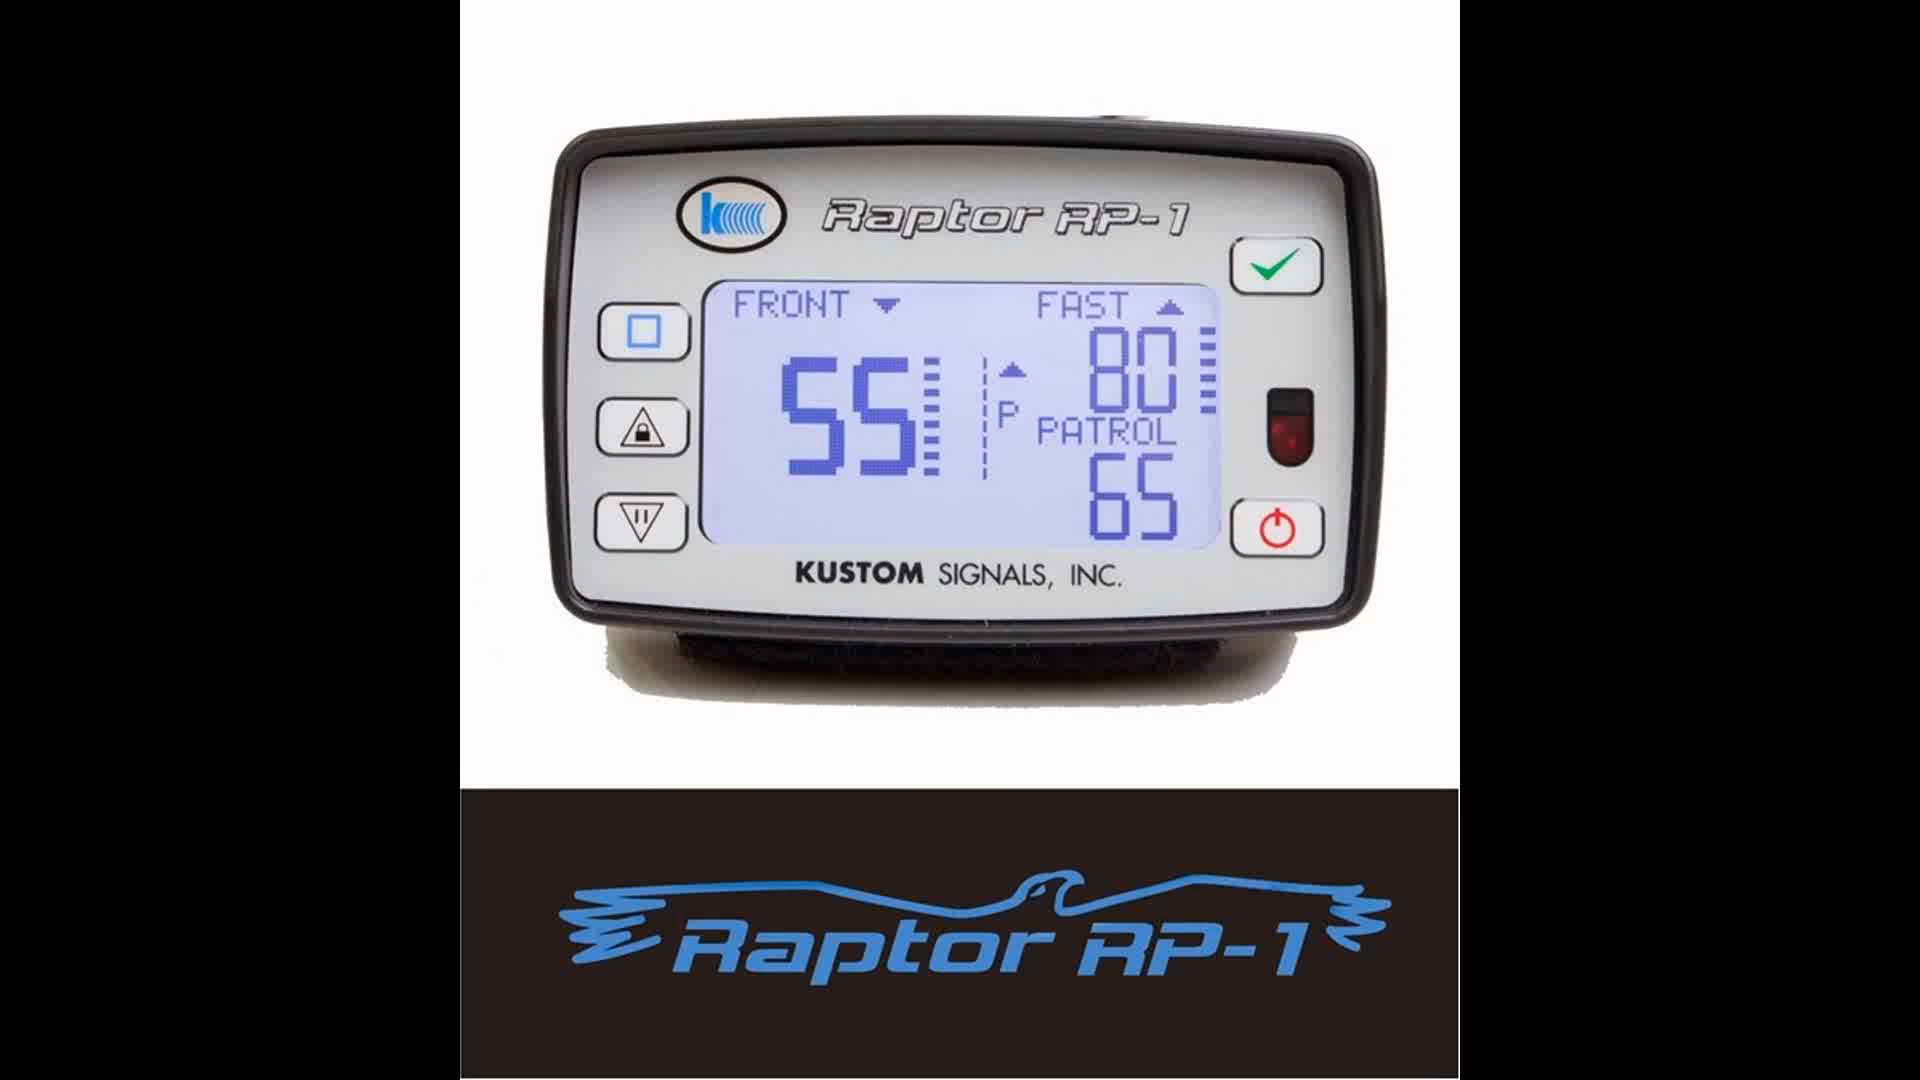 Raptor RP-1
FRONT
FAST
80
55
P
PATROL
65
KUSTOM SIGNALS, INC.
Raptor RP-1